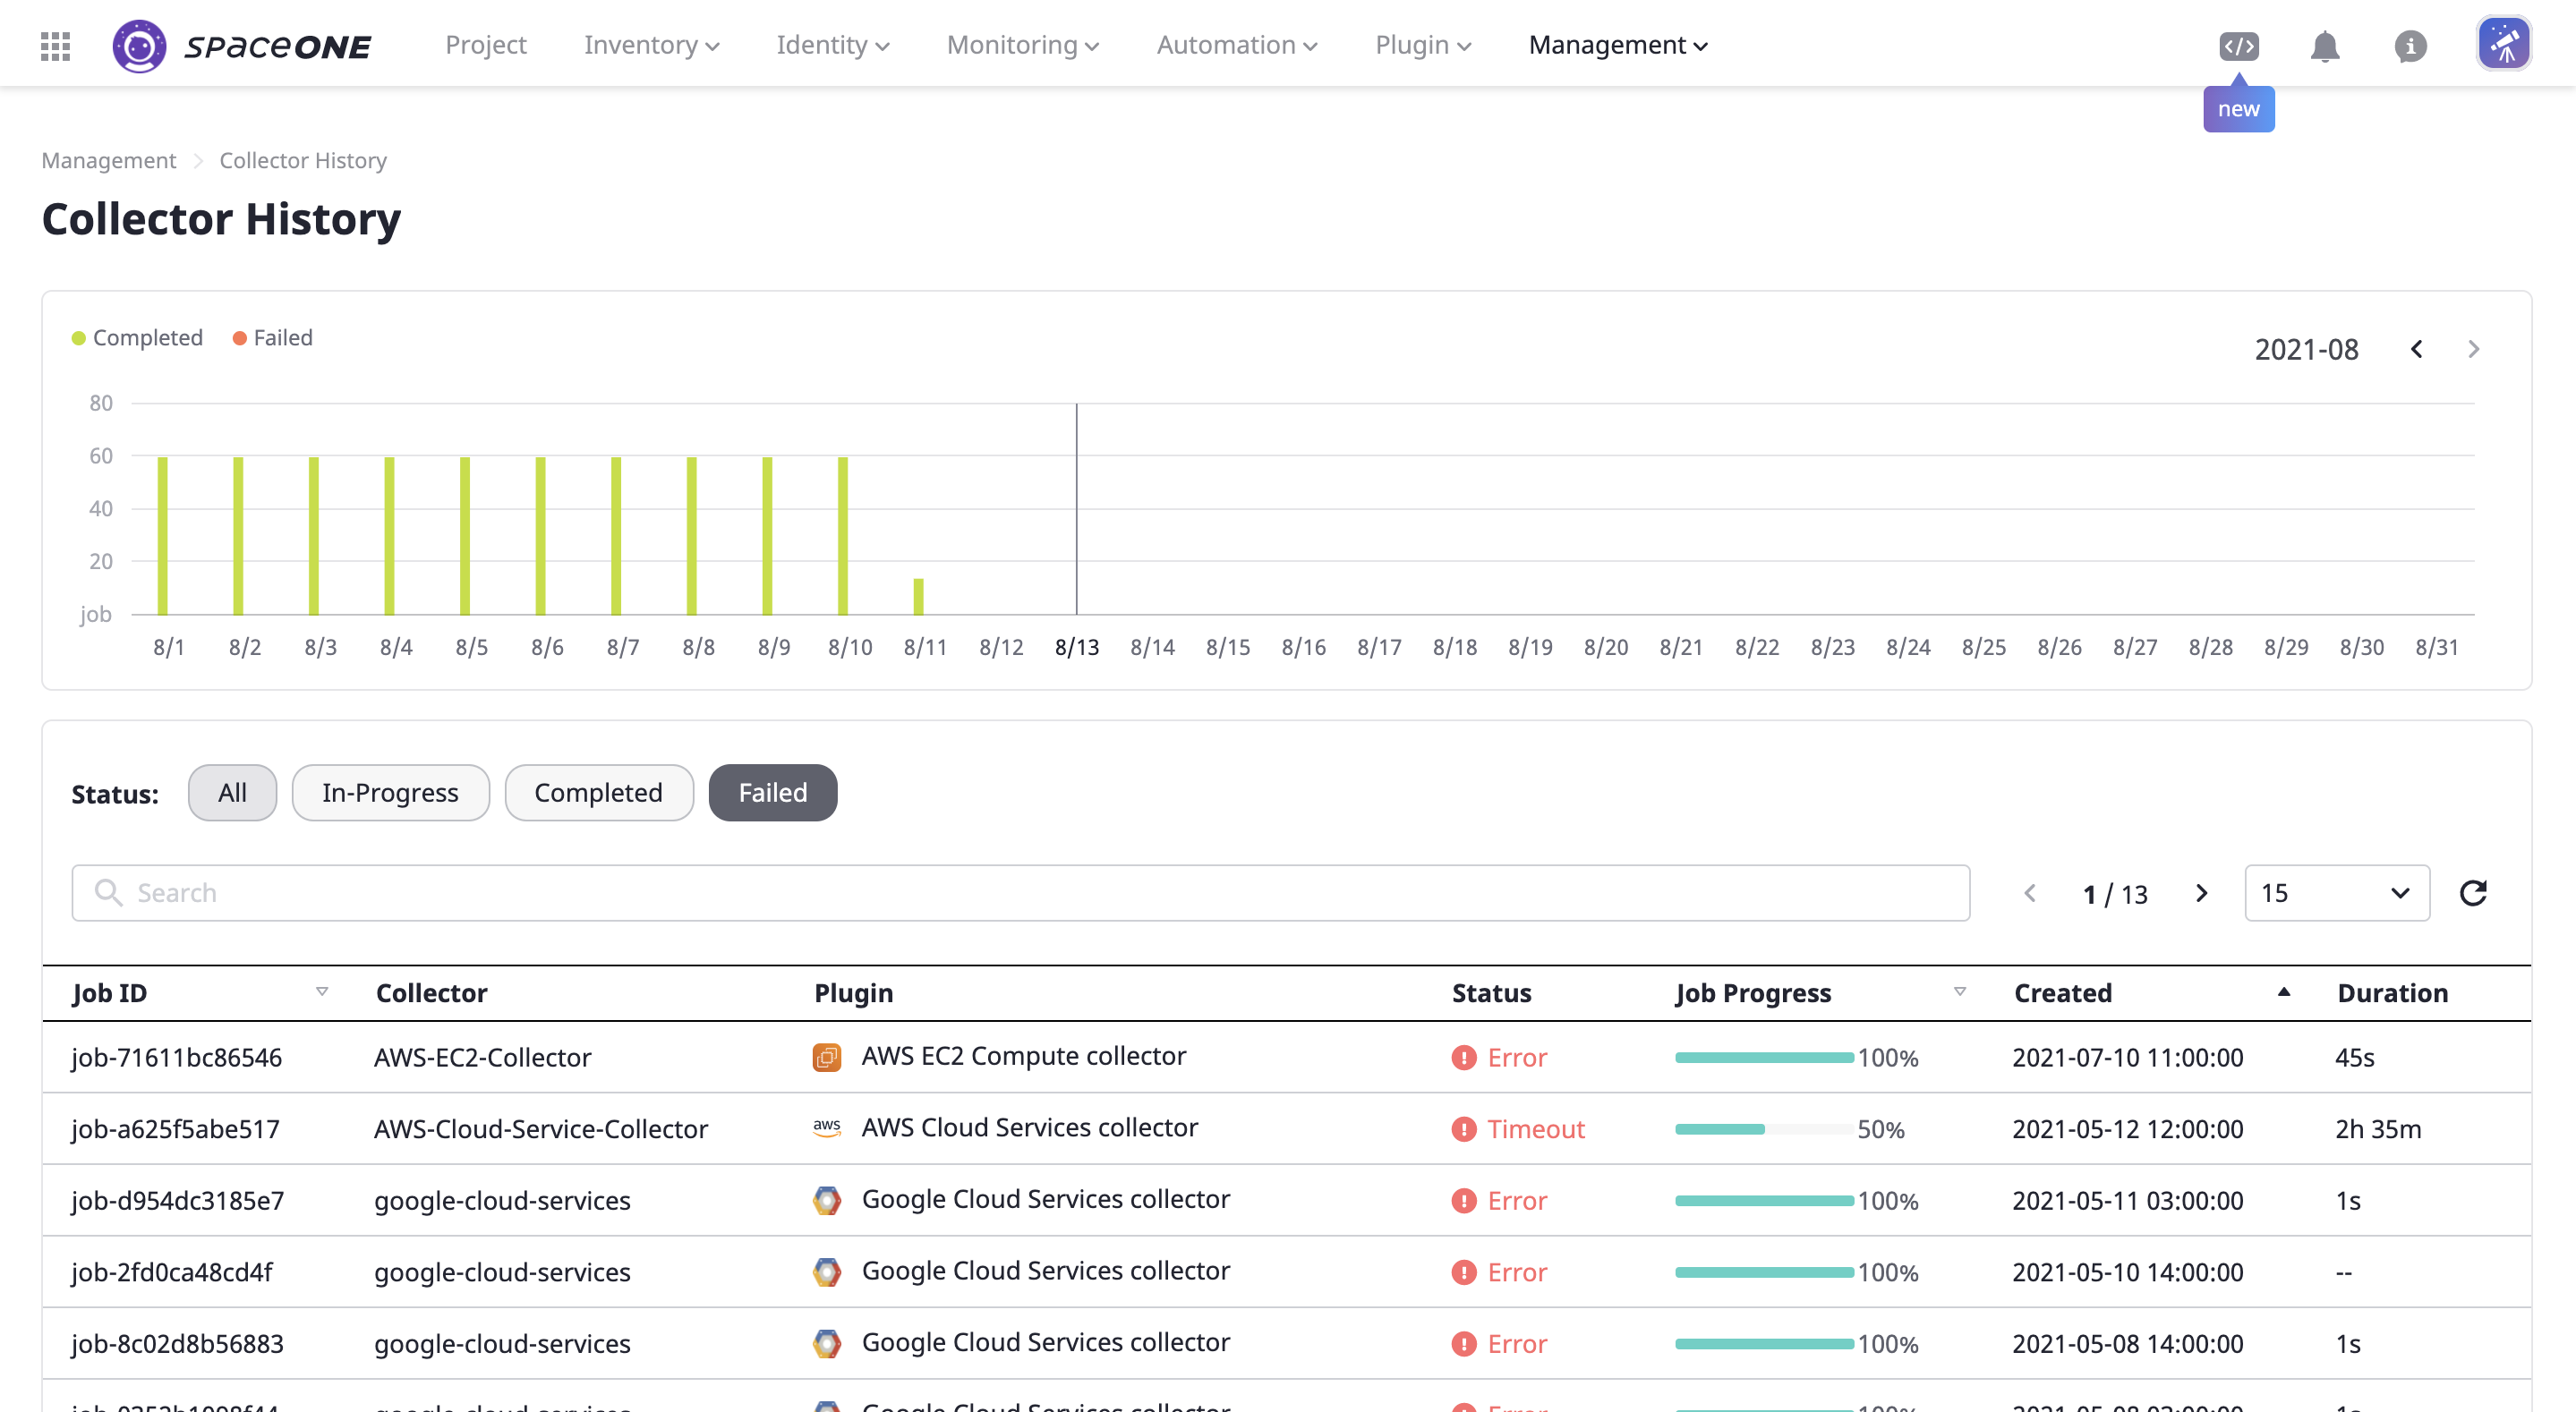 spaceONE Project Inventory Identity Monitoring Automation Plugin Management
new
Management Collector History
Collector History
Completed Failed
2021-08
80
60
40
20
job
8/1 8/2 8/3 8/4 8/5 8/6 8/7 8/8 8/9 8/10 8/11 8/12 8/13 8/14 8/15 8/16 8/17 8/18 8/19 8/20 8/21 8/22 8/23 8/24 8/25 8/26 8/27 8/28 8/29 8/30 8/31
Status: All In-Progress Completed Failed
Search 1 / 13 15
Job ID Collector Plugin Status Job Progress Created Duration
job-71611bc86546 AWS-EC2-Collector AWS EC2 Compute collector Error 100% 2021-07-10 11:00:00 45s
job-a625f5abe517 AWS-Cloud-Service-Collector aws AWS Cloud Services collector Timeout 50% 2021-05-12 12:00:00 2h 35m
job-d954dc3185e7 google-cloud-services Google Cloud Services collector Error 100% 2021-05-11 03:00:00 1s
job-2fd0ca48cd4f google-cloud-services Google Cloud Services collector Error 100% 2021-05-10 14:00:00 --
job-8c02d8b56883 google-cloud-services Google Cloud Services collector Error 100% 2021-05-08 14:00:00 1s
google-cloud-services Google Cloud Services collector Error 100%